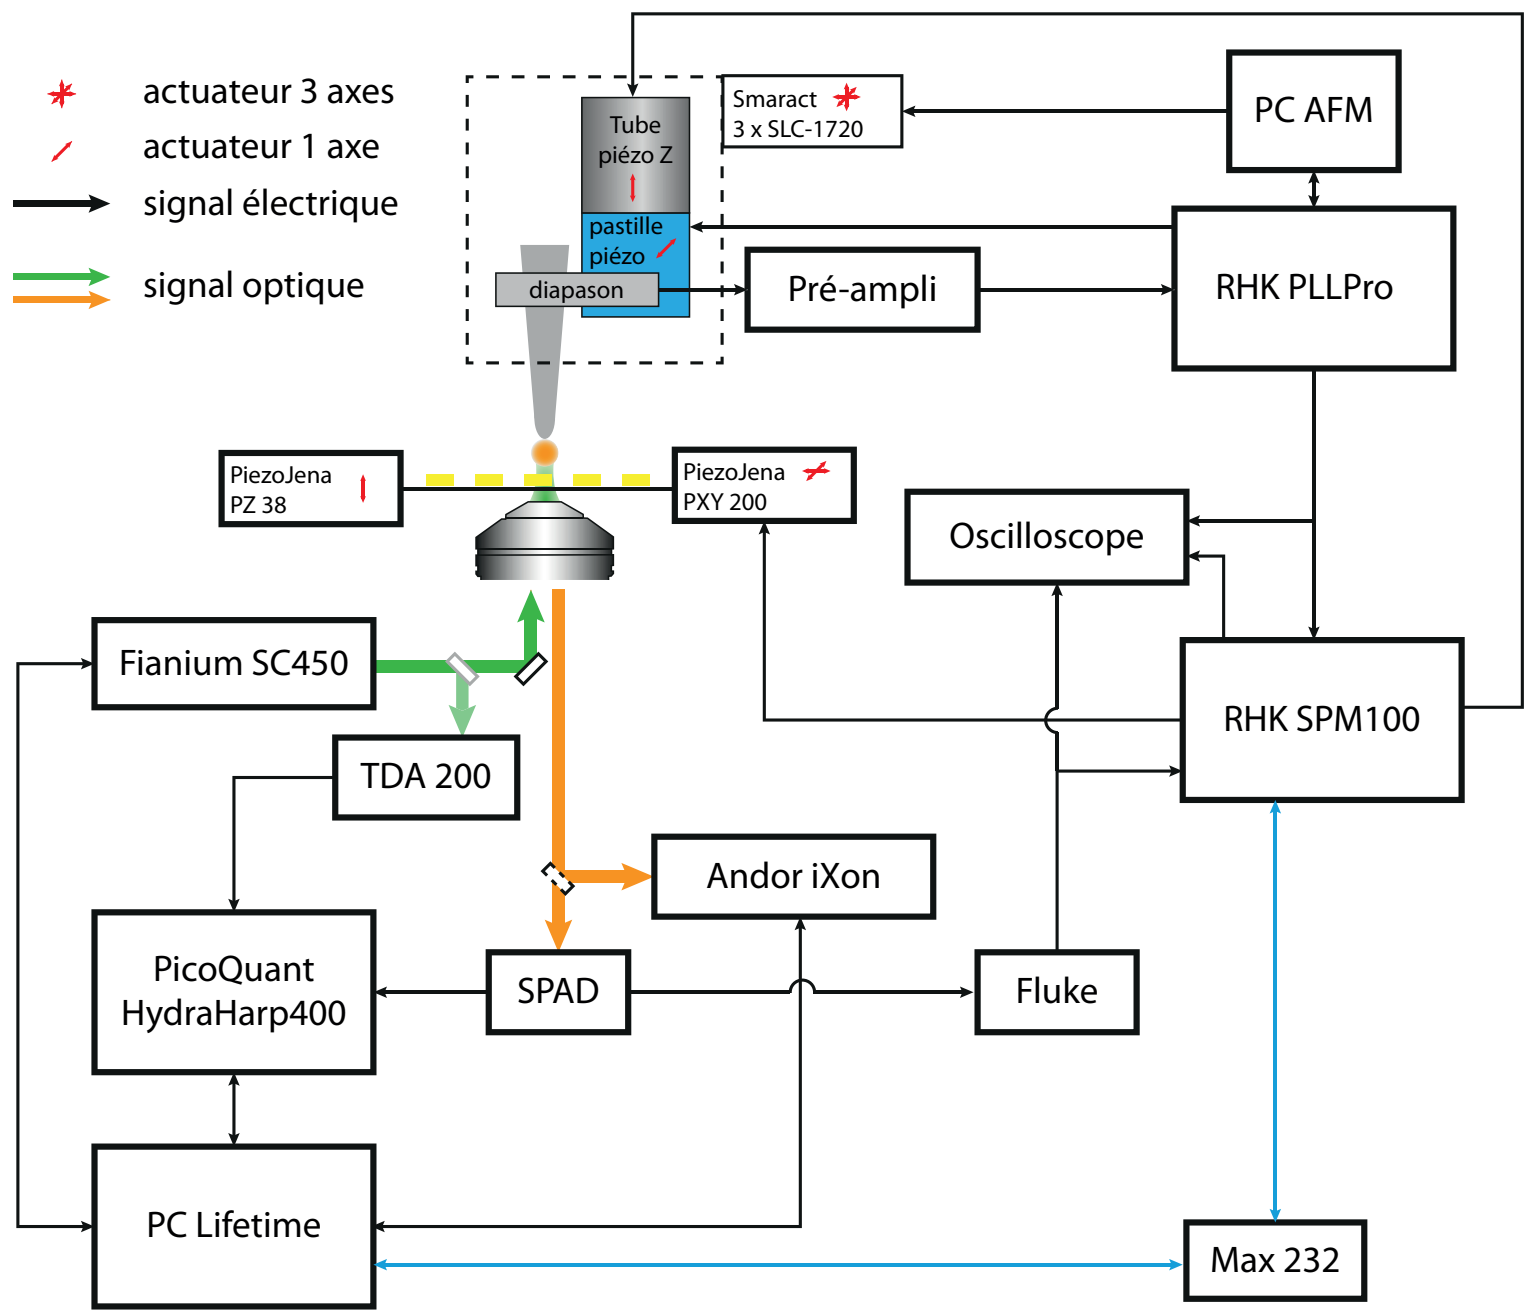 actuateur 3 axes
actuateur 1 axe
signal électrique
signal optique
Tube
piézo Z
pastille
piézo
diapason
Smaract
3 x SLC-1720
PC AFM
Pré-ampli
RHK PLLPro
PiezoJena
PZ 38
PiezoJena
PXY 200
Oscilloscope
Fianium SC450
RHK SPM100
TDA 200
Andor iXon
PicoQuant
HydraHarp400
SPAD
Fluke
PC Lifetime
Max 232